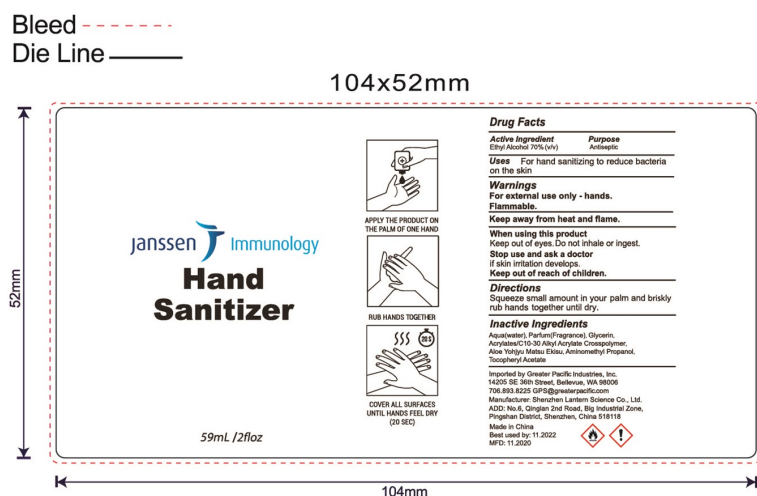 Bleed
Die Line
104x52mm
52mm
janssen Immunology
Hand
Sanitizer
59mL /2floz
APPLY THE PRODUCT ON
THE PALM OF ONE HAND
RUB HANDS TOGETHER
20 S
COVER ALL SURFACES
UNTIL HANDS FEEL DRY
(20 SEC)
Drug Facts
Active Ingredient Purpose
Ethyl Alcohol 70% (v/v) Antiseptic
Uses For hand sanitizing to reduce bacteria
on the skin
Warnings
For external use only - hands.
Flammable.
Keep away from heat and flame.
When using this product
Keep out of eyes. Do not inhale or ingest.
Stop use and ask a doctor
if skin irritation develops.
Keep out of reach of children.
Directions
Squeeze small amount in your palm and briskly
rub hands together until dry.
Inactive Ingredients
Aqua(water), Parfum(Fragrance), Glycerin,
Acrylates/C10-30 Alkyl Acrylate Crosspolymer,
Aloe Yohjyu Matsu Ekisu, Aminomethyl Propanol,
Tocopheryl Acetate
Imported by Greater Pacific Industries, Inc.
14205 SE 36th Street, Bellevue, WA 98006
706.893.8225 GPS@greaterpacific.com
Manufacturer: Shenzhen Lantern Science Co., Ltd.
ADD: No.6, Qinglan 2nd Road, Big Industrial Zone,
Pingshan District, Shenzhen, China 518118
Made in China
Best used by: 11.2022
MFD: 11.2020
104mm